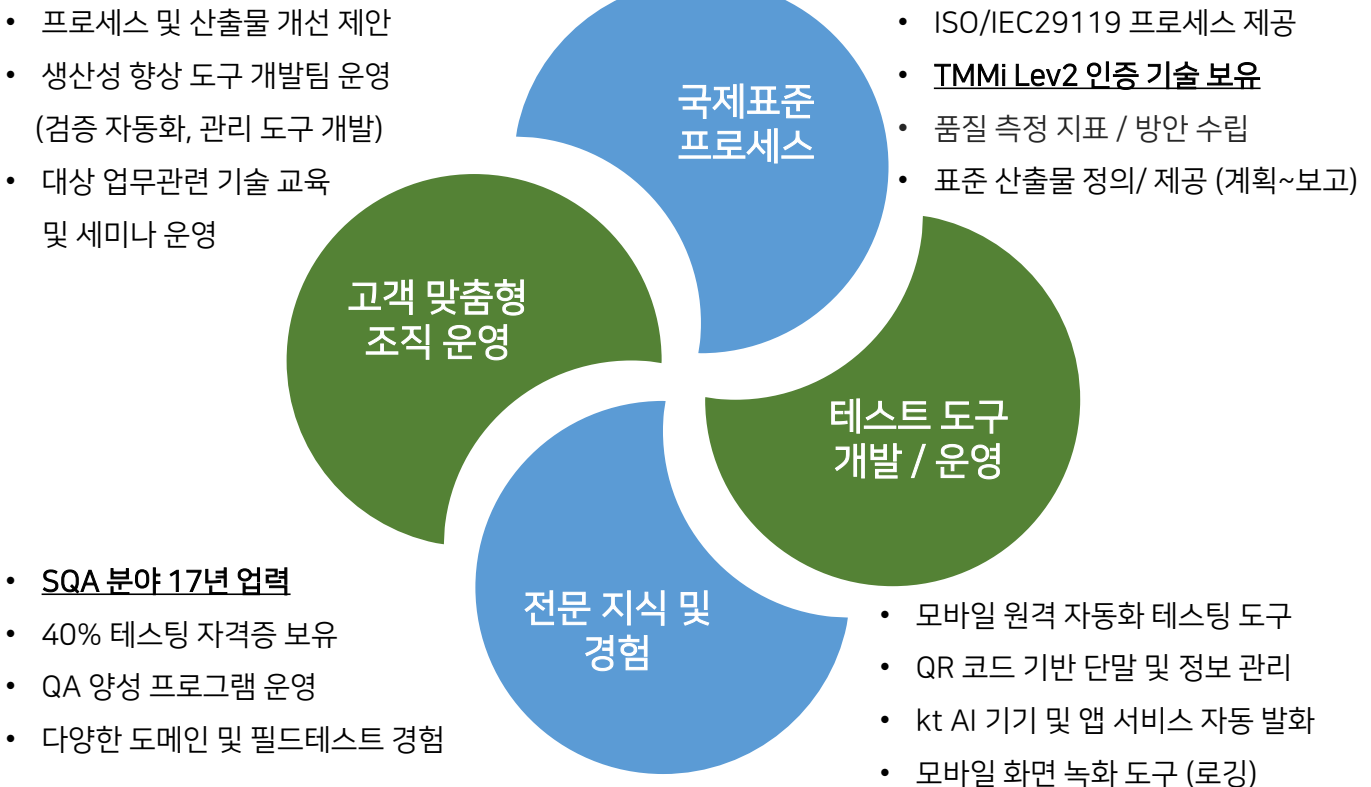 • 프로세스 및 산출물 개선 제안
• 생산성 향상 도구 개발팀 운영
(검증 자동화, 관리 도구 개발)
• 대상 업무관련 기술 교육
및 세미나 운영
• ISO/IEC29119 프로세스 제공
• TMMi Lev2 인증 기술 보유
• 품질 측정 지표 / 방안 수립
• 표준 산출물 정의/ 제공 (계획~보고)
국제표준
프로세스
고객 맞춤형
조직 운영
테스트 도구
개발 / 운영
전문 지식 및
경험
• SQA 분야 17년 업력
• 40% 테스팅 자격증 보유
• QA 양성 프로그램 운영
• 다양한 도메인 및 필드테스트 경험
• 모바일 원격 자동화 테스팅 도구
• QR 코드 기반 단말 및 정보 관리
• kt AI 기기 및 앱 서비스 자동 발화
• 모바일 화면 녹화 도구 (로깅)